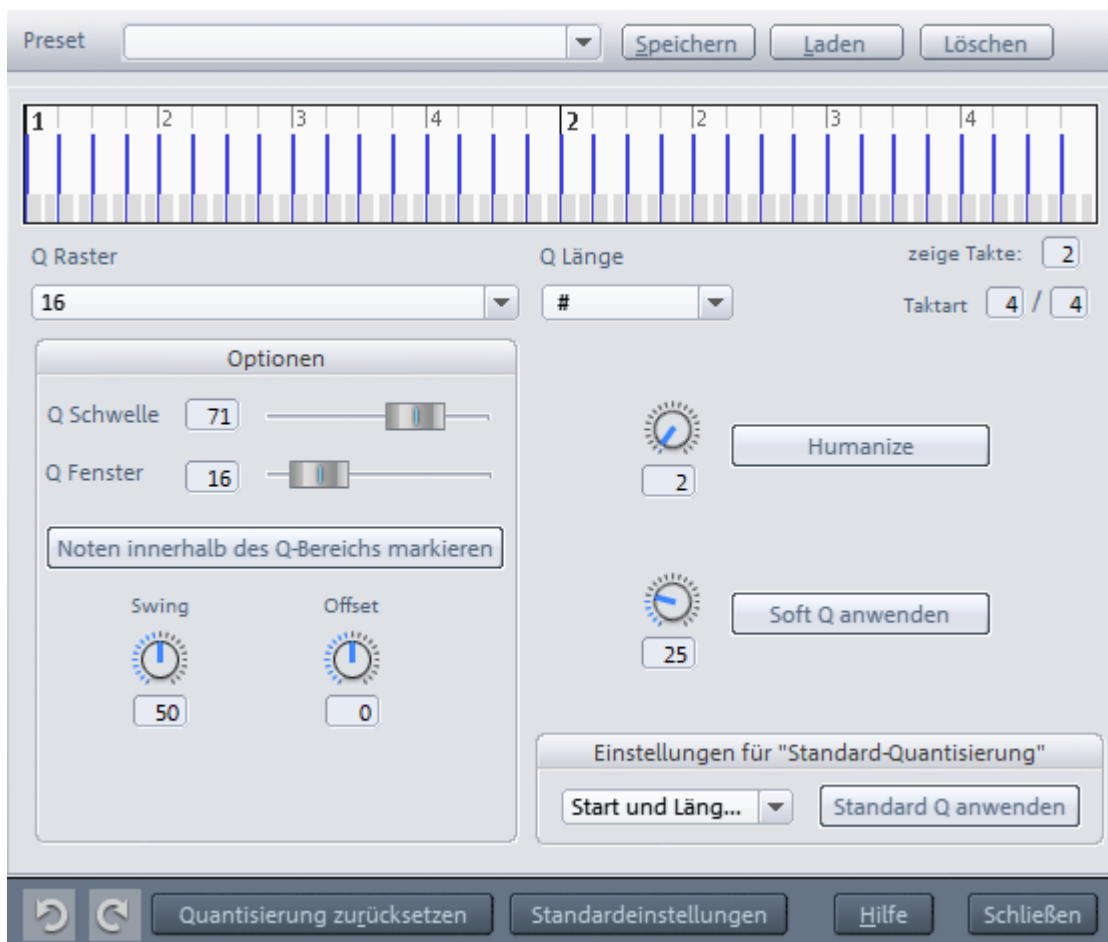 Preset Speichern Laden Löschen
1 2 3 4 2 2 3 4
Q Raster Q Länge zeige Takte: 2
16 # Taktart 4 / 4
Optionen
Q Schwelle 71
Q Fenster 16
Noten innerhalb des Q-Bereichs markieren
Swing Offset
50 0
Humanize
2
Soft Q anwenden
25
Einstellungen für "Standard-Quantisierung"
Start und Läng... Standard Q anwenden
Quantisierung zurücksetzen Standardeinstellungen Hilfe Schließen